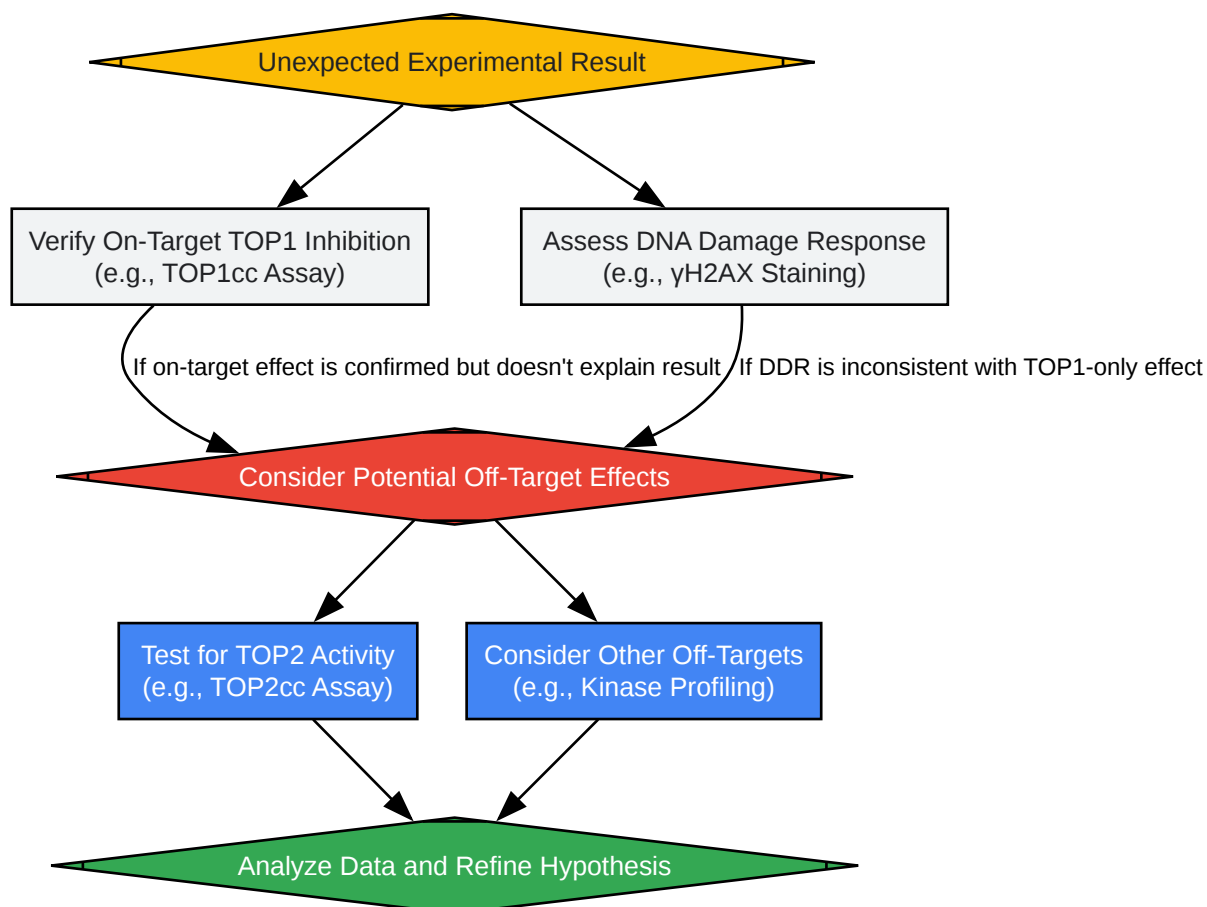 Unexpected Experimental Result
Verify On-Target TOP1 Inhibition
(e.g., TOP1cc Assay)
Assess DNA Damage Response
(e.g., γH2AX Staining)
If on-target effect is confirmed but doesn't explain result
If DDR is inconsistent with TOP1-only effect
Consider Potential Off-Target Effects
Test for TOP2 Activity
(e.g., TOP2cc Assay)
Consider Other Off-Targets
(e.g., Kinase Profiling)
Analyze Data and Refine Hypothesis